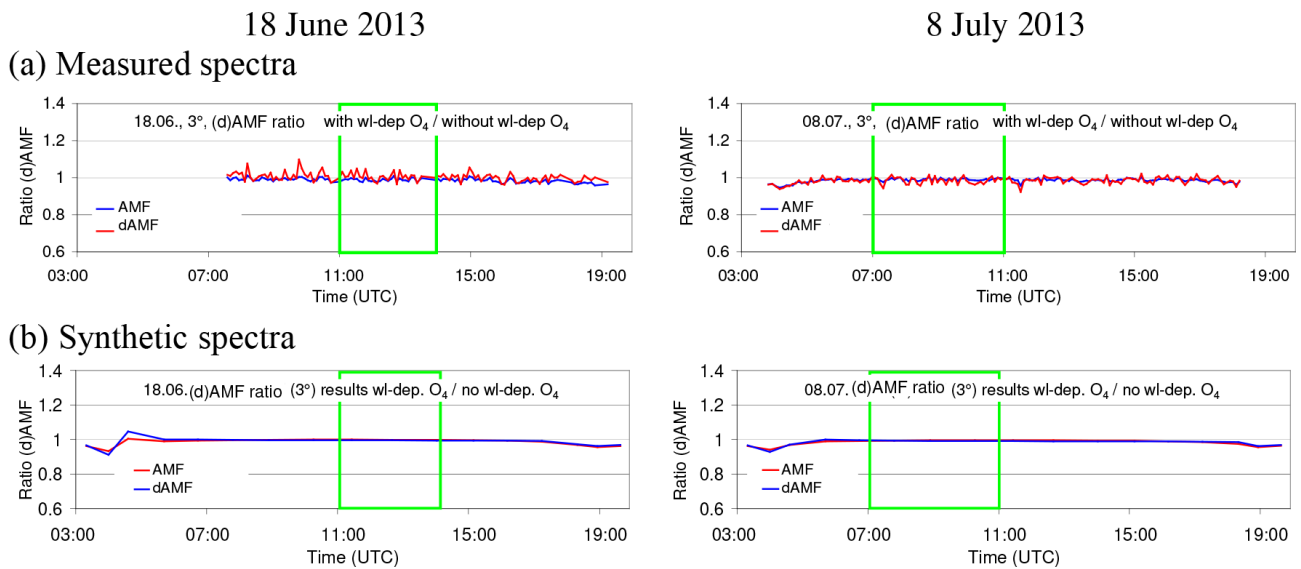 18 June 2013
8 July 2013
(a) Measured spectra
1.4
1.2
1
0.8
0.6
Ratio (d)AMF
18.06., 3°, (d)AMF ratio with wl-dep O₄ / without wl-dep O₄
AMF
dAMF
03:00 07:00 11:00 15:00 19:00
Time (UTC)
1.4
1.2
1
0.8
0.6
Ratio (d)AMF
08.07., 3°, (d)AMF ratio with wl-dep O₄ / without wl-dep O₄
AMF
dAMF
03:00 07:00 11:00 15:00 19:00
Time (UTC)
(b) Synthetic spectra
1.4
1.2
1
0.8
0.6
Ratio (d)AMF
18.06. (d)AMF ratio (3°) results wl-dep. O₄ / no wl-dep. O₄
AMF
dAMF
03:00 07:00 11:00 15:00 19:00
Time (UTC)
1.4
1.2
1
0.8
0.6
Ratio (d)AMF
08.07. (d)AMF ratio (3°) results wl-dep. O₄ / no wl-dep. O₄
AMF
dAMF
03:00 07:00 11:00 15:00 19:00
Time (UTC)